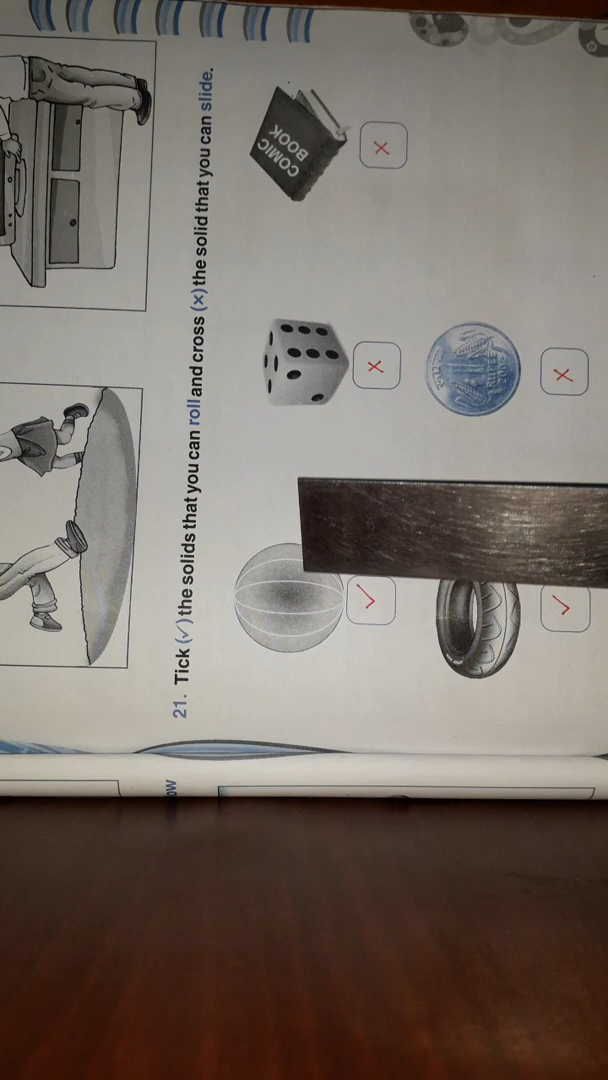 21. Tick (✓) the solids that you can roll and cross (×) the solid that you can slide.
COMIC
BOOK